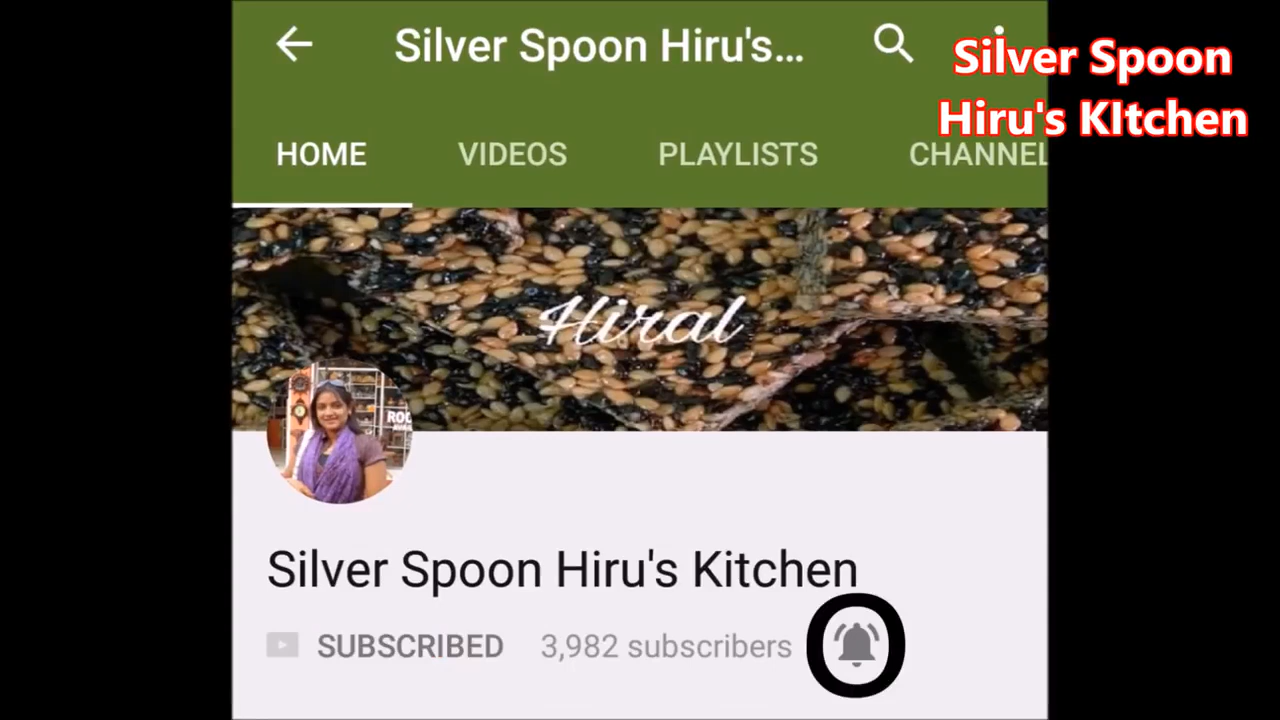 Silver Spoon Hiru's...
Silver Spoon
Hiru's KItchen
HOME VIDEOS PLAYLISTS CHANNEL
Hiral
ROO
Silver Spoon Hiru's Kitchen
SUBSCRIBED 3,982 subscribers